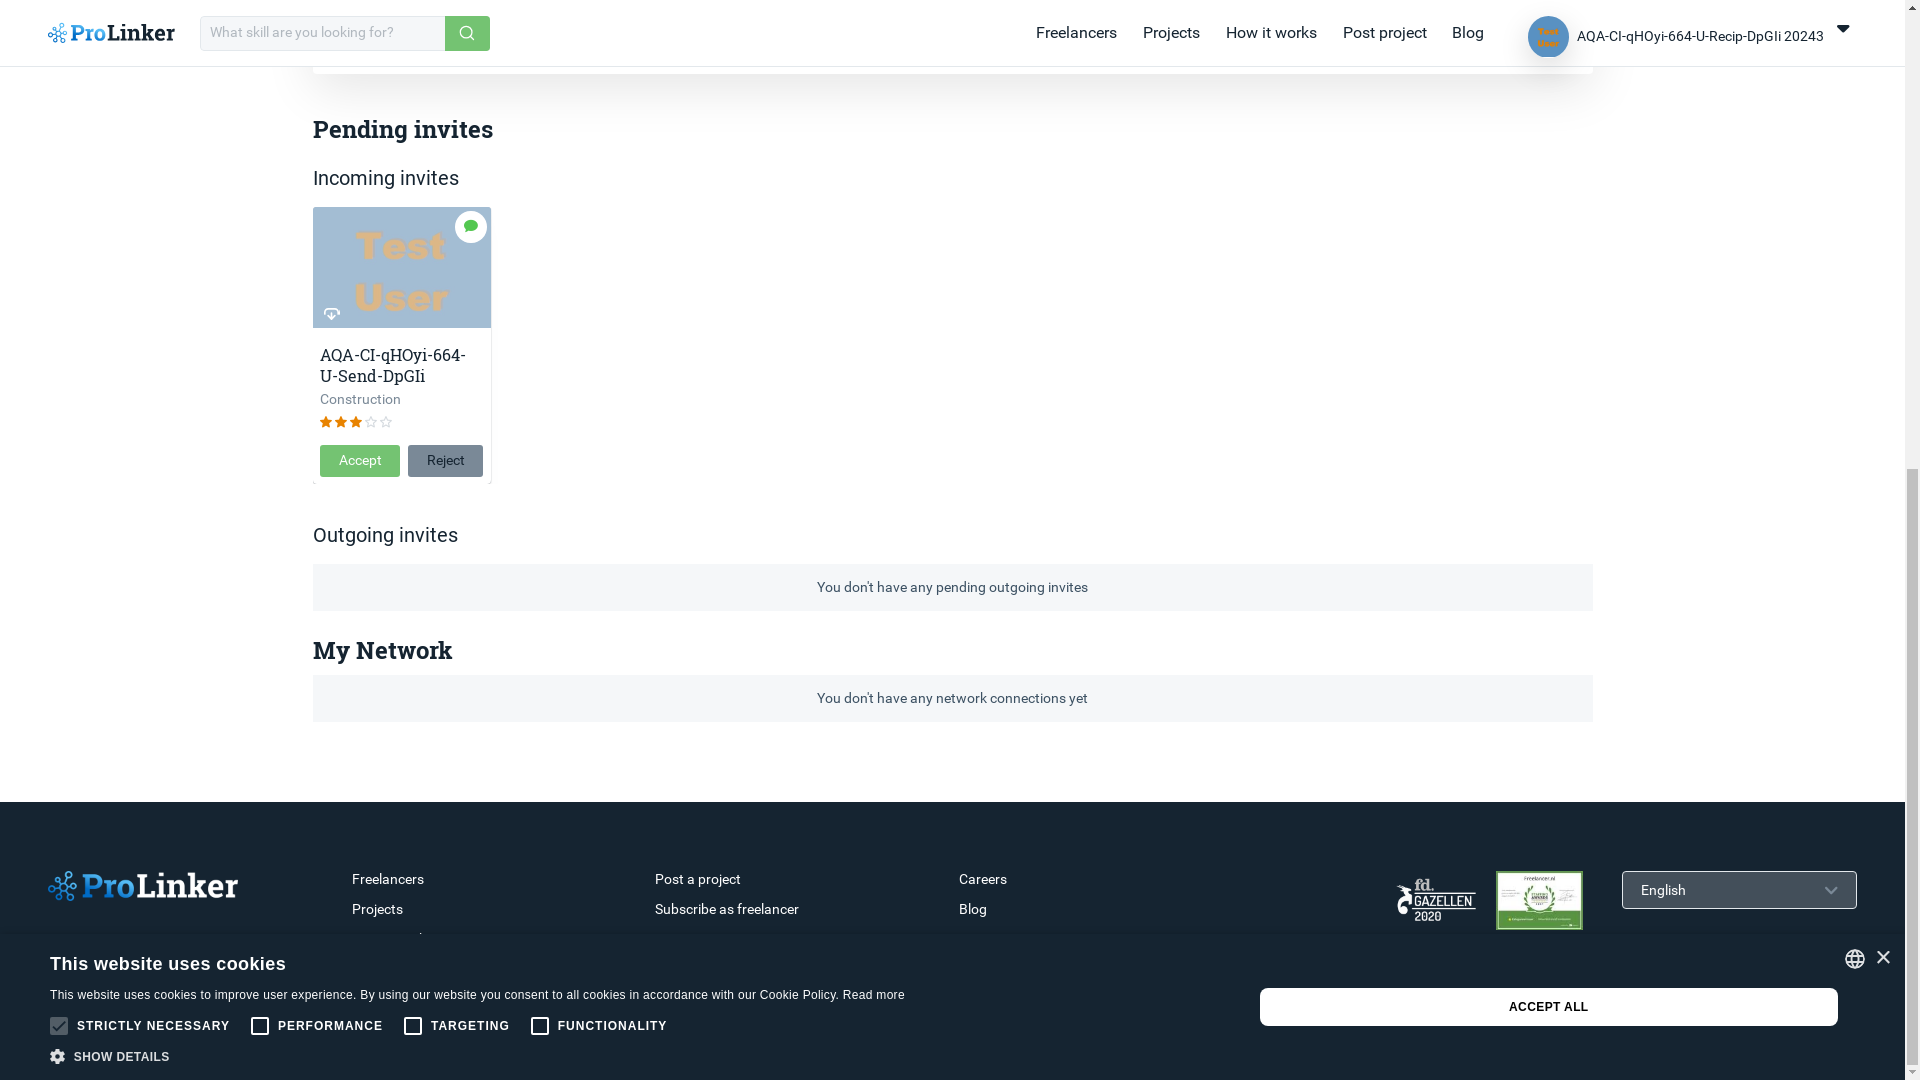 ProLinker
What skill are you looking for?
Freelancers
Projects
How it works
Post project
Blog
Test
User
AQA-CI-qHOyi-664-U-Recip-DpGIi 20243
Pending invites
Incoming invites
Test
User
AQA-CI-qHOyi-664-
U-Send-DpGIi
Construction
Accept
Reject
Outgoing invites
You don't have any pending outgoing invites
My Network
You don't have any network connections yet
ProLinker
Freelancers
Projects
Post a project
Subscribe as freelancer
Careers
Blog
fd.
GAZELLEN
2020
Freelancer.nl
English
This website uses cookies
This website uses cookies to improve user experience. By using our website you consent to all cookies in accordance with our Cookie Policy. Read more
STRICTLY NECESSARY
PERFORMANCE
TARGETING
FUNCTIONALITY
SHOW DETAILS
ACCEPT ALL